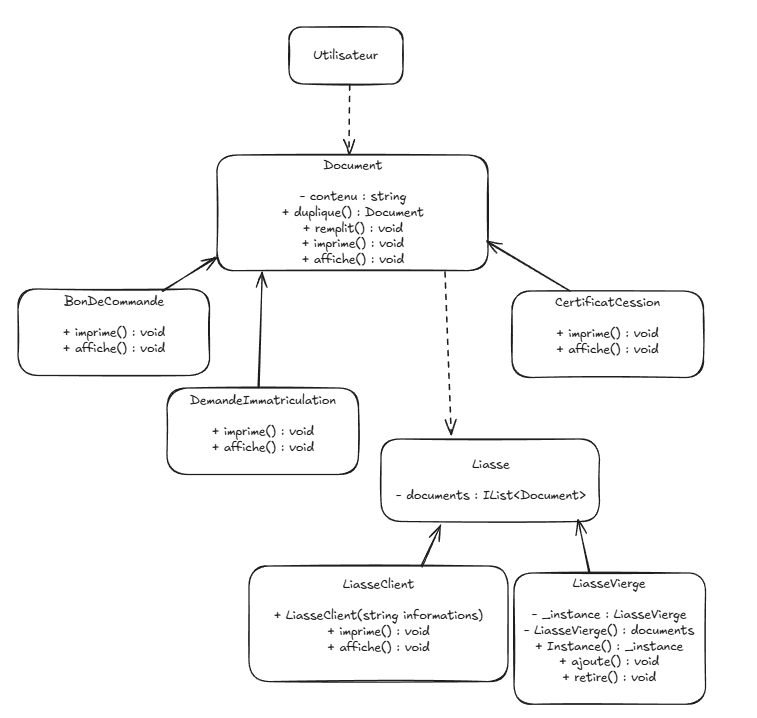 Utilisateur
Document
- contenu : string
+ duplique() : Document
+ remplit() : void
+ imprime() : void
+ affiche() : void
BonDeCommande
+ imprime() : void
+ affiche() : void
CertificatCession
+ imprime() : void
+ affiche() : void
DemandeImmatriculation
+ imprime() : void
+ affiche() : void
Liasse
- documents : IList<Document>
LiasseClient
+ LiasseClient(string informations)
+ imprime() : void
+ affiche() : void
LiasseVierge
- _instance : LiasseVierge
- LiasseVierge() : documents
+ Instance() : _instance
+ ajoute() : void
+ retire() : void